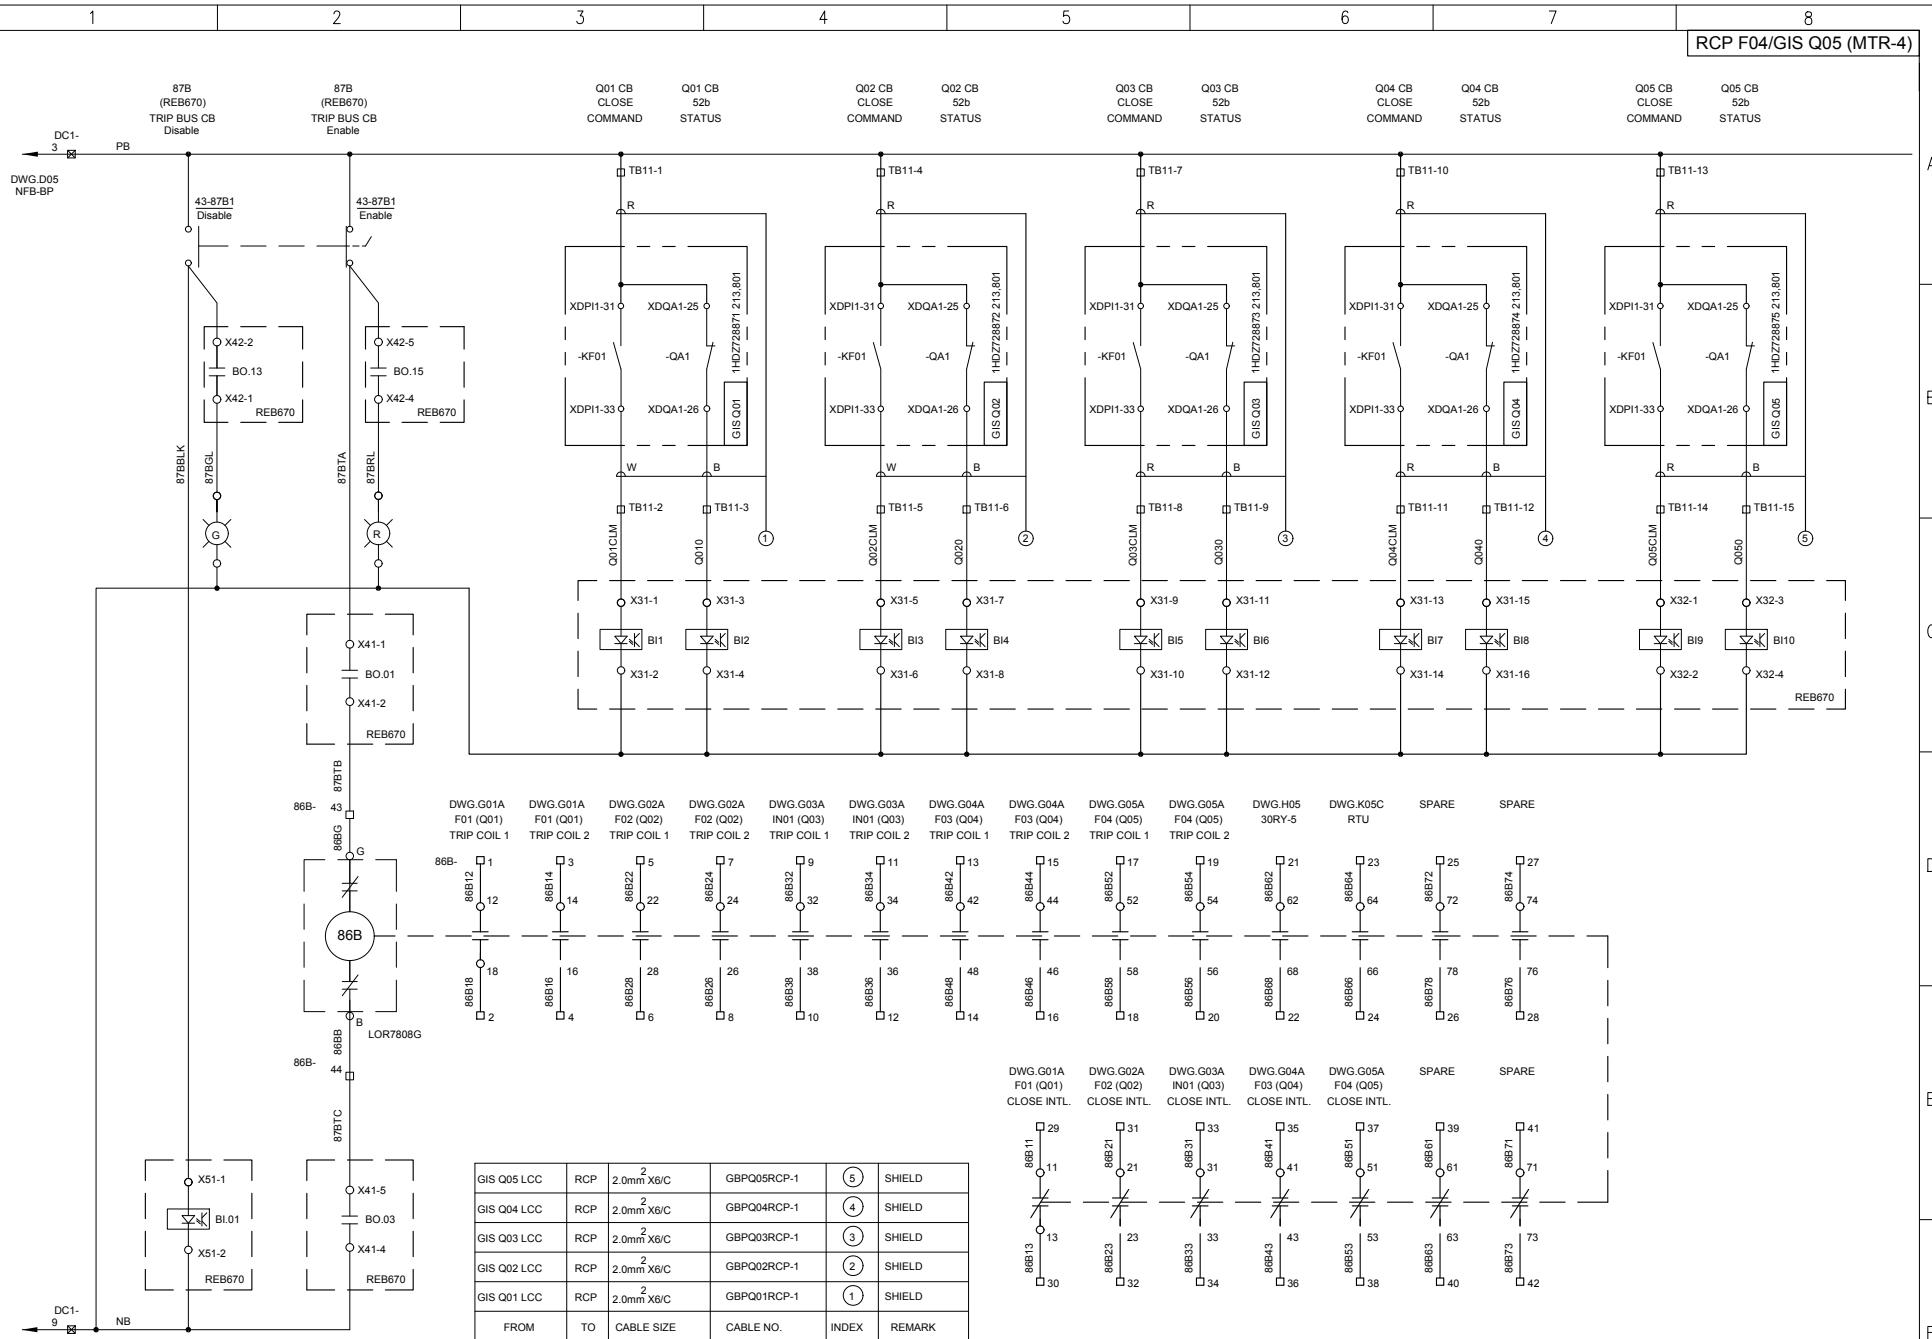 1 2 3 4 5 6 7 8
RCP F04/GIS Q05 (MTR-4)
87B
(REB670)
TRIP BUS CB
Disable
87B
(REB670)
TRIP BUS CB
Enable
Q01 CB
CLOSE
COMMAND
Q01 CB
52b
STATUS
Q02 CB
CLOSE
COMMAND
Q02 CB
52b
STATUS
Q03 CB
CLOSE
COMMAND
Q03 CB
52b
STATUS
Q04 CB
CLOSE
COMMAND
Q04 CB
52b
STATUS
Q05 CB
CLOSE
COMMAND
Q05 CB
52b
STATUS
DC1-
3
PB
DWG.D05
NFB-BP
43-87B1
Disable
43-87B1
Enable
TB11-1 TB11-4 TB11-7 TB11-10 TB11-13
R R R R R
XDPI1-31 XDQA1-25 XDPI1-31 XDQA1-25 XDPI1-31 XDQA1-25 XDPI1-31 XDQA1-25 XDPI1-31 XDQA1-25
1HDZ728871 213,801
1HDZ728872 213,801
1HDZ728873 213,801
1HDZ728874 213,801
1HDZ728875 213,801
-KF01 -QA1 -KF01 -QA1 -KF01 -QA1 -KF01 -QA1 -KF01 -QA1
XDPI1-33 XDQA1-26 XDPI1-33 XDQA1-26 XDPI1-33 XDQA1-26 XDPI1-33 XDQA1-26 XDPI1-33 XDQA1-26
GIS Q01
GIS Q02
GIS Q03
GIS Q04
GIS Q05
X42-2
BO.13
X42-1
REB670
X42-5
BO.15
X42-4
REB670
87BBLK
87BGL
87BTA
87BRL
G
R
W B W B R B R B R B
TB11-2 TB11-3 TB11-5 TB11-6 TB11-8 TB11-9 TB11-11 TB11-12 TB11-14 TB11-15
1 2 3 4 5
Q01CLM
Q010
Q02CLM
Q020
Q03CLM
Q030
Q04CLM
Q040
Q05CLM
Q050
X31-1 X31-3 X31-5 X31-7 X31-9 X31-11 X31-13 X31-15 X32-1 X32-3
BI1 BI2 BI3 BI4 BI5 BI6 BI7 BI8 BI9 BI10
X31-2 X31-4 X31-6 X31-8 X31-10 X31-12 X31-14 X31-16 X32-2 X32-4
REB670
X41-1
BO.01
X41-2
REB670
87BTB
86B-
43
86BG
G
86B
B
LOR7808G
86BB
86B-
44
87BTC
X41-5
BO.03
X41-4
REB670
X51-1
BI.01
X51-2
REB670
DC1-
9
NB
DWG.G01A DWG.G01A DWG.G02A DWG.G02A DWG.G03A DWG.G03A DWG.G04A DWG.G04A DWG.G05A DWG.G05A DWG.H05 DWG.K05C SPARE SPARE
F01 (Q01) F01 (Q01) F02 (Q02) F02 (Q02) IN01 (Q03) IN01 (Q03) F03 (Q04) F03 (Q04) F04 (Q05) F04 (Q05) 30RY-5 RTU
TRIP COIL 1 TRIP COIL 2 TRIP COIL 1 TRIP COIL 2 TRIP COIL 1 TRIP COIL 2 TRIP COIL 1 TRIP COIL 2 TRIP COIL 1 TRIP COIL 2
86B- 1 3 5 7 9 11 13 15 17 19 21 23 25 27
86B12 86B14 86B22 86B24 86B32 86B34 86B42 86B44 86B52 86B54 86B62 86B64 86B72 86B74
12 14 22 24 32 34 42 44 52 54 62 64 72 74
18 16 28 26 38 36 48 46 58 56 68 66 78 76
86B18 86B16 86B28 86B26 86B38 86B36 86B48 86B46 86B58 86B56 86B68 86B66 86B78 86B76
2 4 6 8 10 12 14 16 18 20 22 24 26 28
DWG.G01A DWG.G02A DWG.G03A DWG.G04A DWG.G05A SPARE SPARE
F01 (Q01) F02 (Q02) IN01 (Q03) F03 (Q04) F04 (Q05)
CLOSE INTL. CLOSE INTL. CLOSE INTL. CLOSE INTL. CLOSE INTL.
29 31 33 35 37 39 41
86B11 86B21 86B31 86B41 86B51 86B61 86B71
11 21 31 41 51 61 71
13 23 33 43 53 63 73
86B13 86B23 86B33 86B43 86B53 86B63 86B73
30 32 34 36 38 40 42
GIS Q05 LCC RCP 2.0mm² X6/C GBPQ05RCP-1 5 SHIELD
GIS Q04 LCC RCP 2.0mm² X6/C GBPQ04RCP-1 4 SHIELD
GIS Q03 LCC RCP 2.0mm² X6/C GBPQ03RCP-1 3 SHIELD
GIS Q02 LCC RCP 2.0mm² X6/C GBPQ02RCP-1 2 SHIELD
GIS Q01 LCC RCP 2.0mm² X6/C GBPQ01RCP-1 1 SHIELD
FROM TO CABLE SIZE CABLE NO. INDEX REMARK